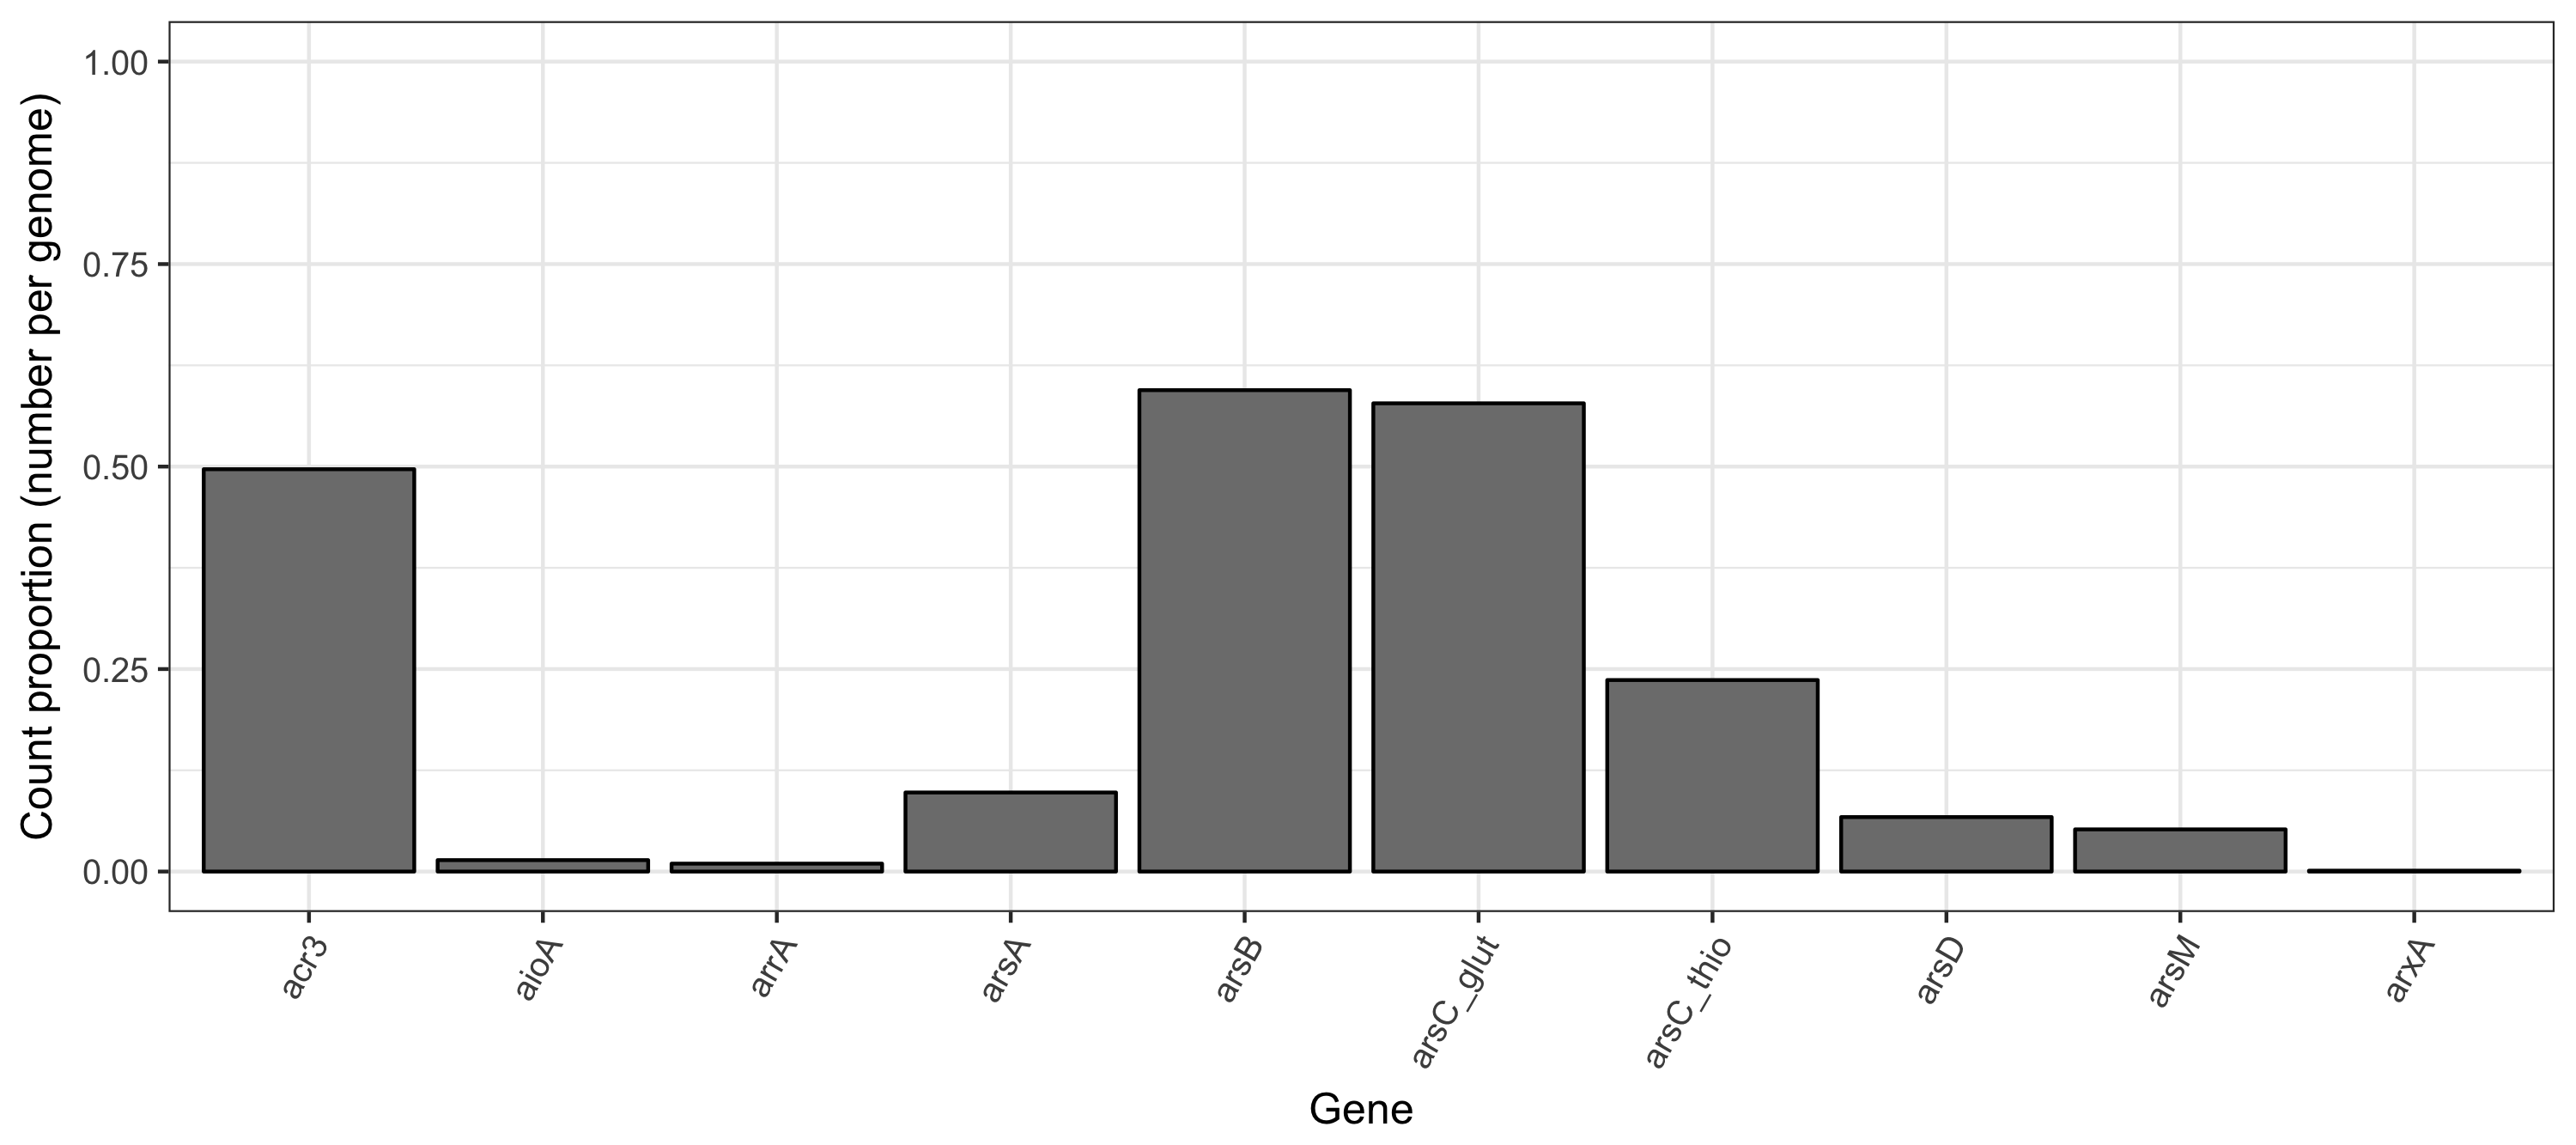 Count proportion (number per genome)
1.00
0.75
0.50
0.25
0.00
acr3
aioA
arrA
arsA
arsB
arsC_glut
arsC_thio
arsD
arsM
arxA
Gene